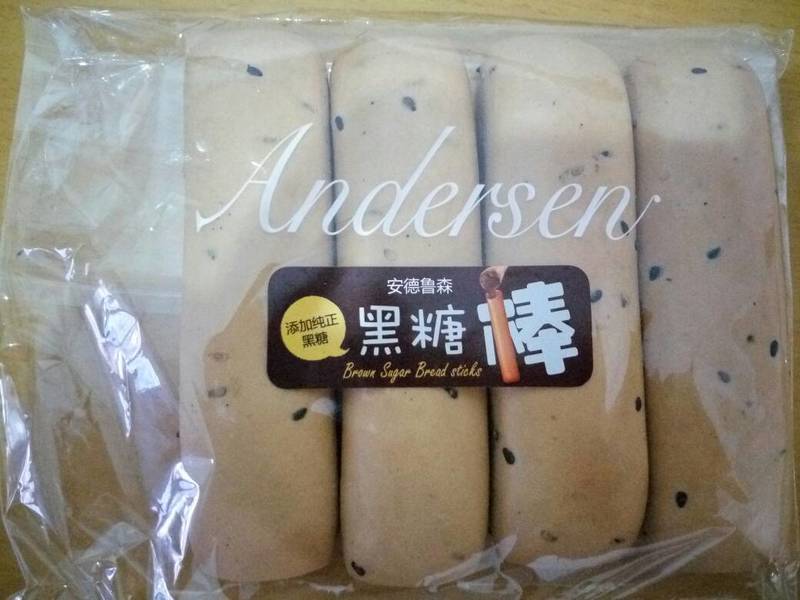 Andersen
安德鲁森
添加纯正
黑糖
黑糖棒
Brown Sugar Bread sticks